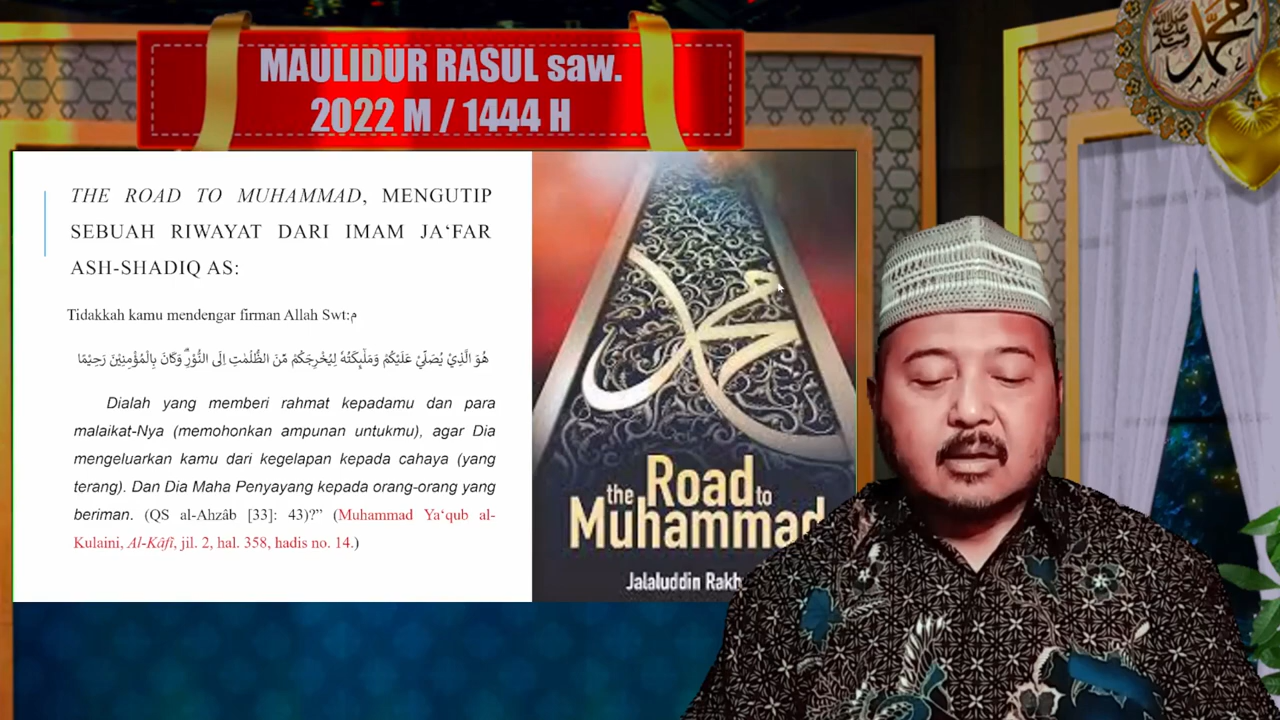 MAULIDUR RASUL saw.
2022 M / 1444 H
THE ROAD TO MUHAMMAD, MENGUTIP
SEBUAH RIWAYAT DARI IMAM JA‘FAR
ASH-SHADIQ AS:
Tidakkah kamu mendengar firman Allah Swt:م
هُوَ الَّذِيْ يُصَلِّيْ عَلَيْكُمْ وَمَلٰۤىِٕكَتُهٗ لِيُخْرِجَكُمْ مِّنَ الظُّلُمٰتِ اِلَى النُّوْرِۗ وَكَانَ بِالْمُؤْمِنِيْنَ رَحِيْمًا
Dialah yang memberi rahmat kepadamu dan para
malaikat-Nya (memohonkan ampunan untukmu), agar Dia
mengeluarkan kamu dari kegelapan kepada cahaya (yang
terang). Dan Dia Maha Penyayang kepada orang-orang yang
beriman. (QS al-Ahzâb [33]: 43)?” (Muhammad Ya‘qub al-
Kulaini, Al-Kâfî, jil. 2, hal. 358, hadis no. 14.)
محمد
the Road to
Muhammad
Jalaluddin Rakh
محمد